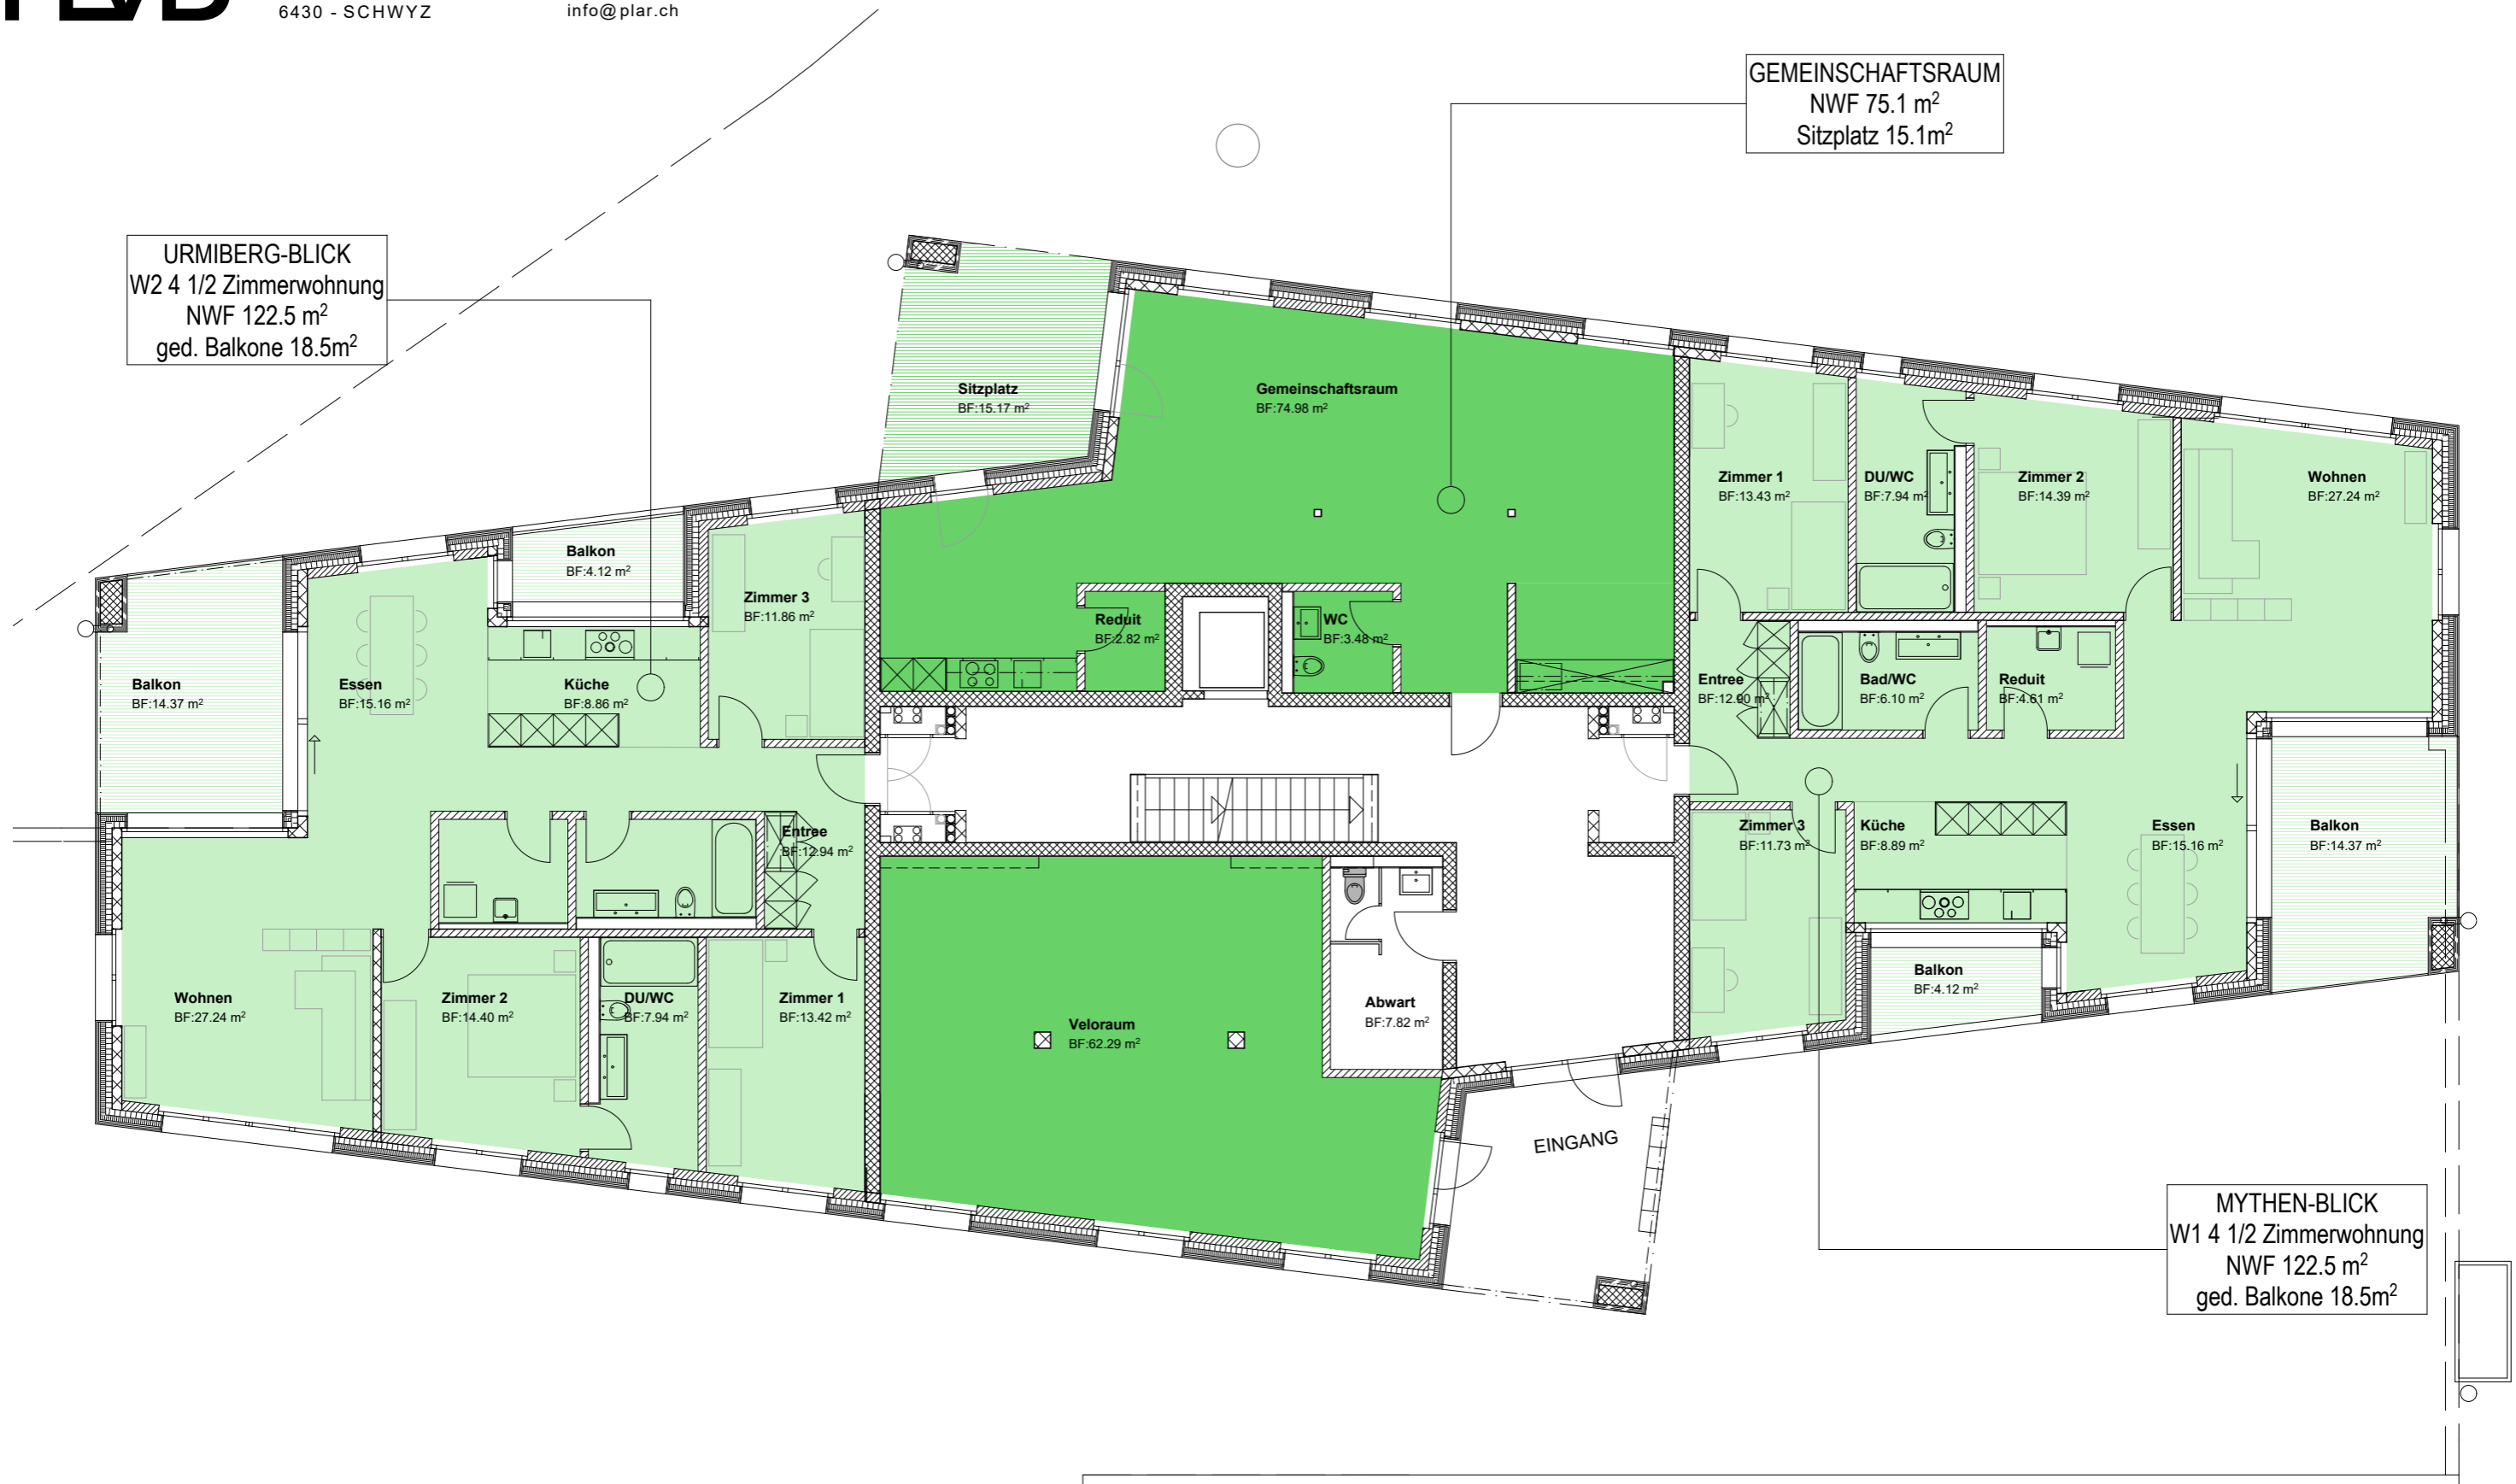 6430 - SCHWYZ
info@plar.ch
GEMEINSCHAFTSRAUM
NWF 75.1 m²
Sitzplatz 15.1m²
URMIBERG-BLICK
W2 4 1/2 Zimmerwohnung
NWF 122.5 m²
ged. Balkone 18.5m²
Sitzplatz
BF:15.17 m²
Gemeinschaftsraum
BF:74.98 m²
Zimmer 1
BF:13.43 m²
DU/WC
BF:7.94 m²
Zimmer 2
BF:14.39 m²
Wohnen
BF:27.24 m²
Balkon
BF:4.12 m²
Zimmer 3
BF:11.86 m²
Reduit
BF:2.82 m²
WC
BF:3.48 m²
Balkon
BF:14.37 m²
Essen
BF:15.16 m²
Küche
BF:8.86 m²
Entree
BF:12.90 m²
Bad/WC
BF:6.10 m²
Reduit
BF:4.61 m²
Entree
BF:12.94 m²
Zimmer 3
BF:11.73 m²
Küche
BF:8.89 m²
Essen
BF:15.16 m²
Balkon
BF:14.37 m²
Wohnen
BF:27.24 m²
Zimmer 2
BF:14.40 m²
DU/WC
BF:7.94 m²
Zimmer 1
BF:13.42 m²
Veloraum
BF:62.29 m²
Abwart
BF:7.82 m²
Balkon
BF:4.12 m²
EINGANG
MYTHEN-BLICK
W1 4 1/2 Zimmerwohnung
NWF 122.5 m²
ged. Balkone 18.5m²